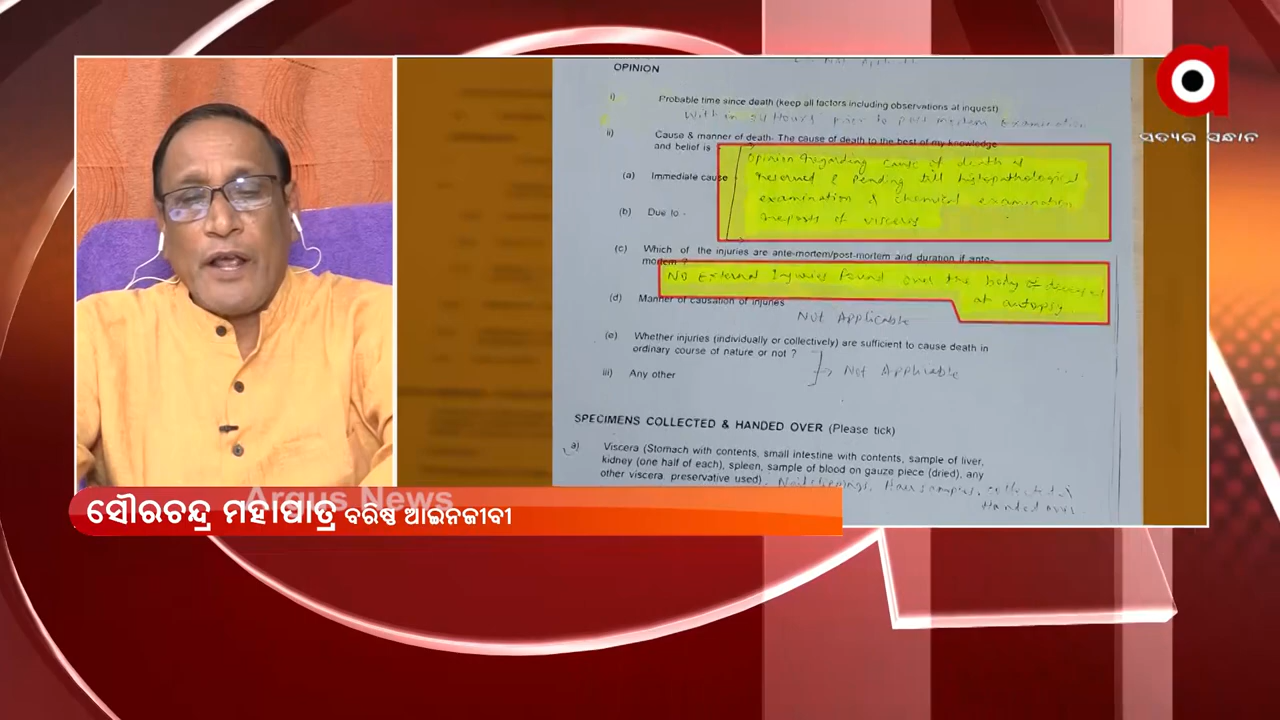 ସତ୍ୟର ସନ୍ଧାନ
OPINION
i) Probable time since death (keep all factors including observations at inquest)
Within 24 Hours prior to post mortem examination
ii) Cause & manner of death- The cause of death to the best of my knowledge
and belief is
Opinion regarding cause of death is
(a) Immediate cause
reserved & pending till histopathological
examination & chemical examination
(b) Due to -
reports of viscera
(c) Which of the injuries are ante-mortem/post-mortem and duration if ante-
mortem ?
No External Injuries found over the body of deceased
at autopsy
(d) Manner of causation of injuries
Not Applicable
(e) Whether injuries (individually or collectively) are sufficient to cause death in
ordinary course of nature or not ?
Not Applicable
iii) Any other
SPECIMENS COLLECTED & HANDED OVER (Please tick)
a) Viscera (Stomach with contents, small intestine with contents, sample of liver,
kidney (one half of each), spleen, sample of blood on gauze piece (dried), any
other viscera, preservative used), Nail clippings, Hair samples, collected &
Handed over
Argus News
ସୌରଚନ୍ଦ୍ର ମହାପାତ୍ର ବରିଷ୍ଠ ଆଇନଜୀବୀ